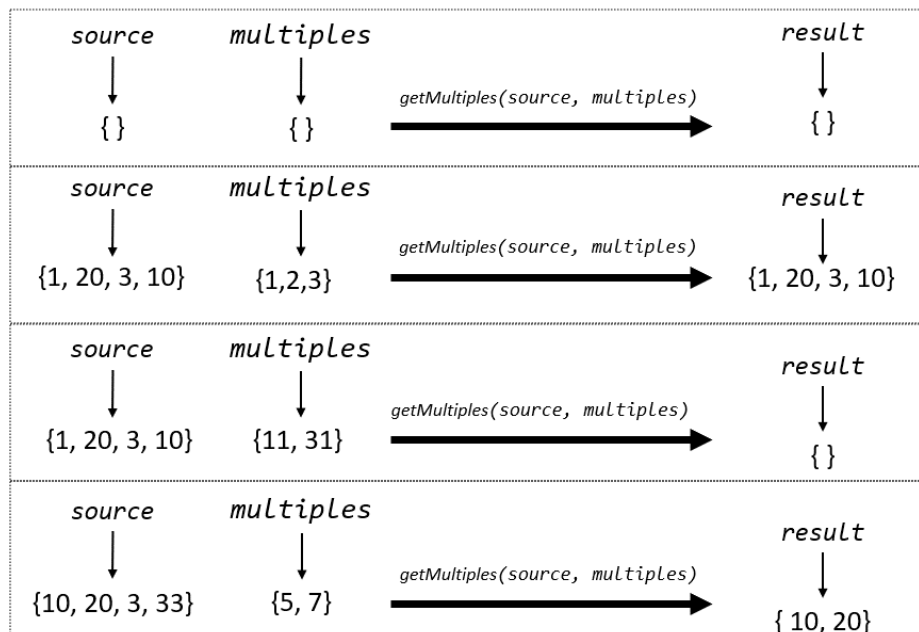 source multiples result
getMultiples(source, multiples)
{ } { } { }
source multiples result
getMultiples(source, multiples)
{1, 20, 3, 10} {1,2,3} {1, 20, 3, 10}
source multiples result
getMultiples(source, multiples)
{1, 20, 3, 10} {11, 31} { }
source multiples result
getMultiples(source, multiples)
{10, 20, 3, 33} {5, 7} { 10, 20}